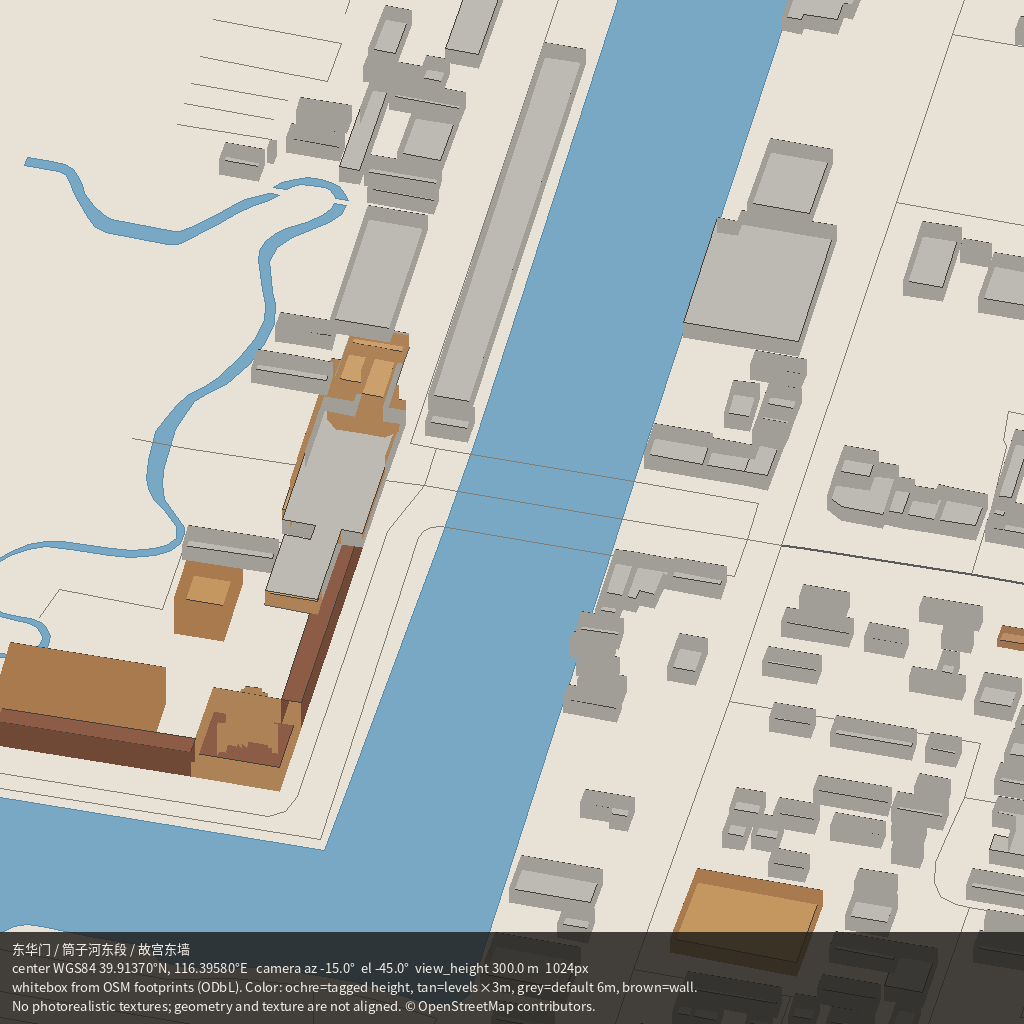 东华门 / 筒子河东段 / 故宫东墙
center WGS84 39.91370°N, 116.39580°E camera az -15.0° el -45.0° view_height 300.0 m 1024px
whitebox from OSM footprints (ODbL). Color: ochre=tagged height, tan=levels×3m, grey=default 6m, brown=wall.
No photorealistic textures; geometry and texture are not aligned. © OpenStreetMap contributors.